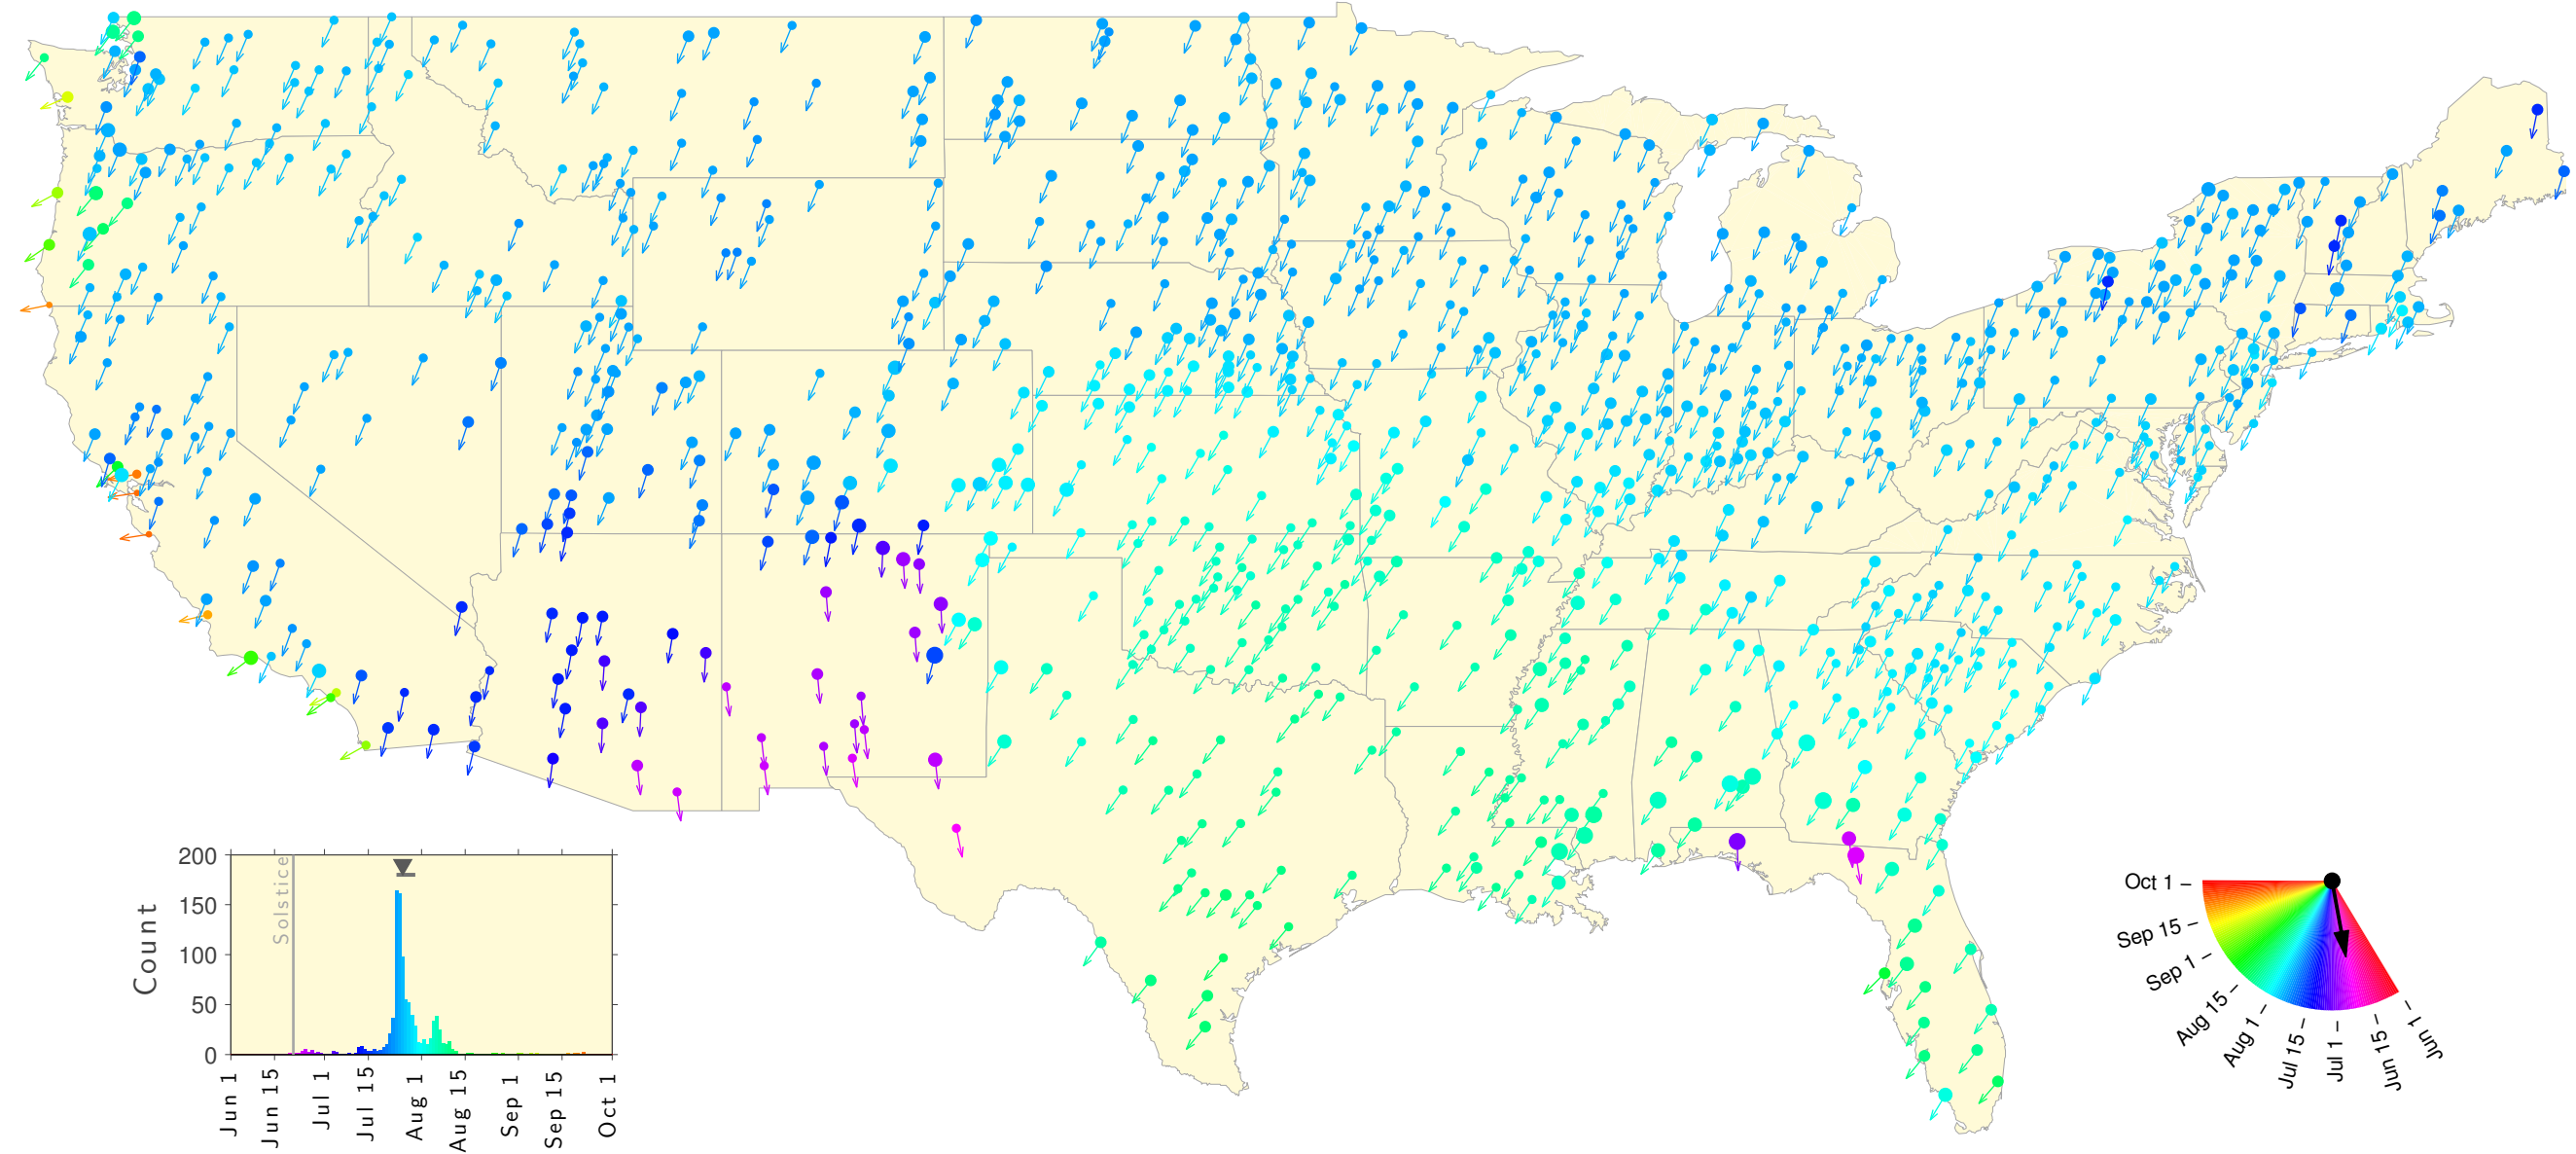 200
150
100
50
0
Count
Solstice
Jun 1
Jun 15
Jul 1
Jul 15
Aug 1
Aug 15
Sep 1
Sep 15
Oct 1
Oct 1 –
Sep 15 –
Sep 1 –
Aug 15 –
Aug 1 –
Jul 15 –
Jul 1 –
Jun 15 –
Jun 1 –